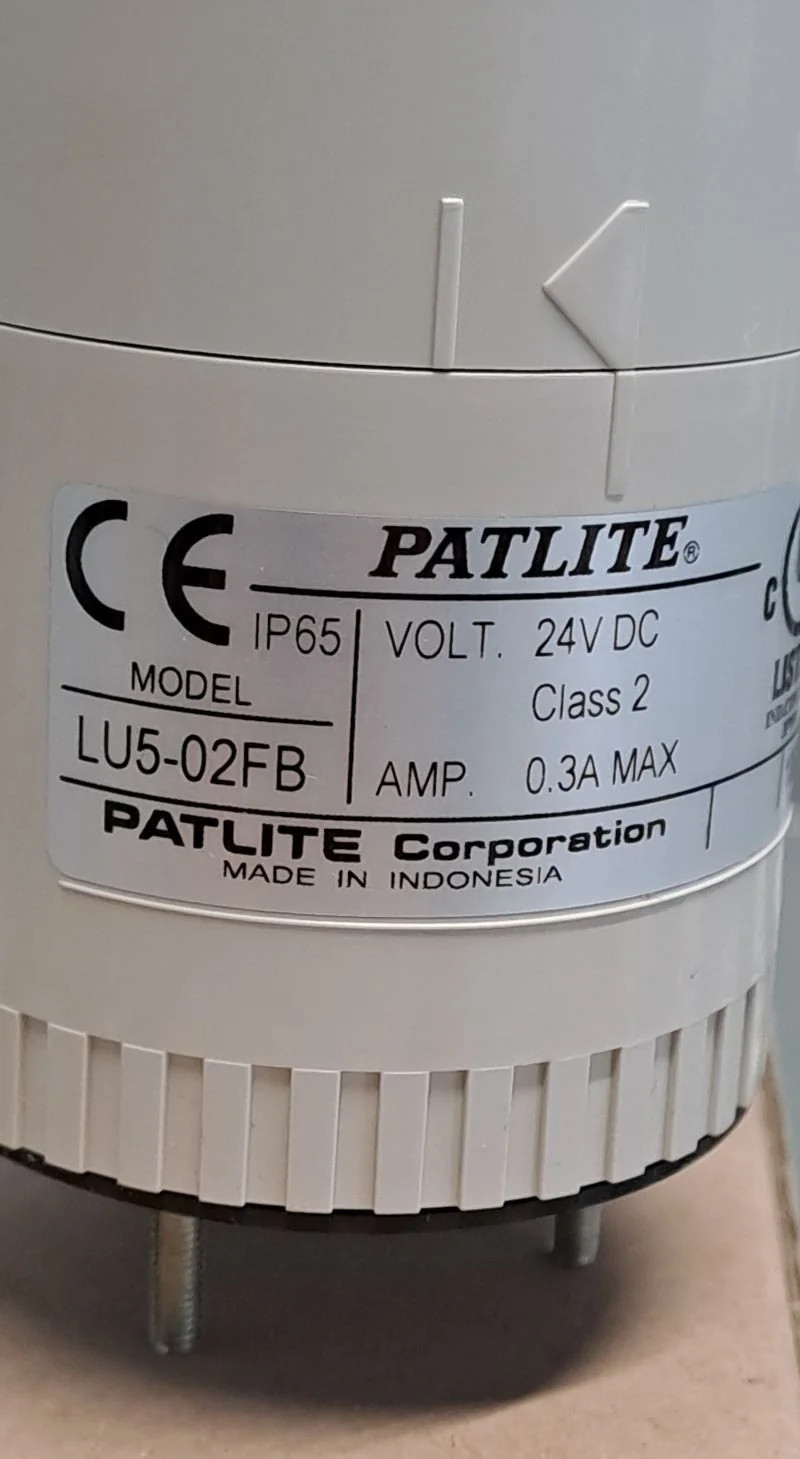 CE
PATLITE®
IP65
VOLT. 24V DC
MODEL
Class 2
LU5-02FB
AMP. 0.3A MAX
PATLITE Corporation
MADE IN INDONESIA
C